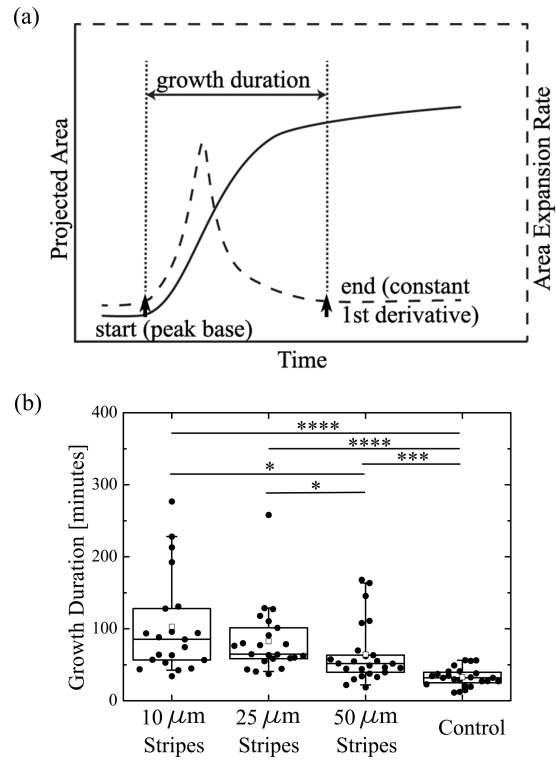 (a)
growth duration
Projected Area
Area Expansion Rate
end (constant
1st derivative)
start (peak base)
Time
(b)
400
300
200
100
0
Growth Duration [minutes]
****
****
***
*
*
10 μm
Stripes
25 μm
Stripes
50 μm
Stripes
Control